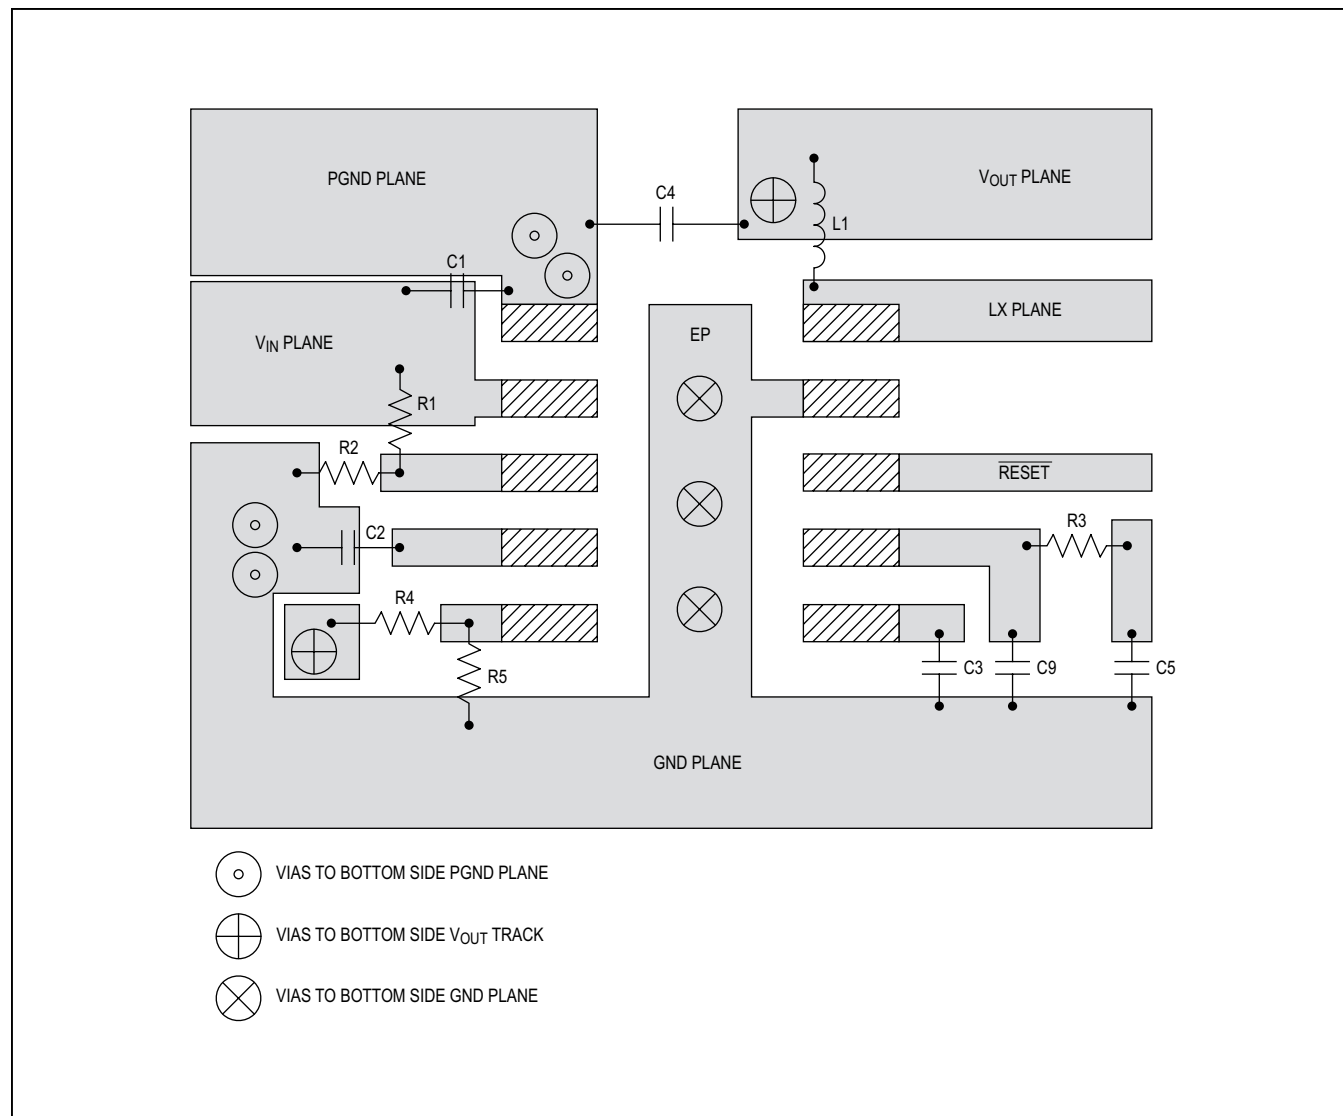 PGND PLANE
VOUT PLANE
C4
L1
C1
LX PLANE
VIN PLANE
EP
R1
R2
RESET
C2
R3
R4
R5
C3
C9
C5
GND PLANE
VIAS TO BOTTOM SIDE PGND PLANE
VIAS TO BOTTOM SIDE VOUT TRACK
VIAS TO BOTTOM SIDE GND PLANE